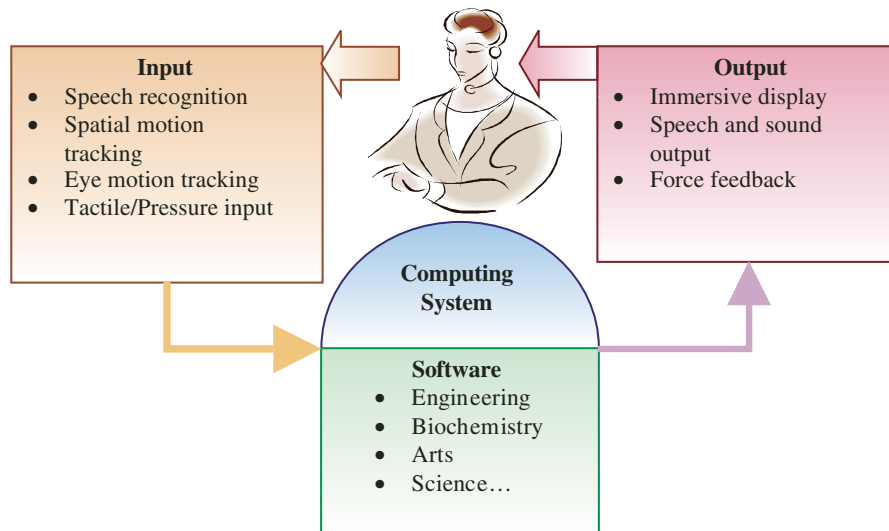 Input
• Speech recognition
• Spatial motion
tracking
• Eye motion tracking
• Tactile/Pressure input
Output
• Immersive display
• Speech and sound
output
• Force feedback
Computing
System
Software
• Engineering
• Biochemistry
• Arts
• Science…